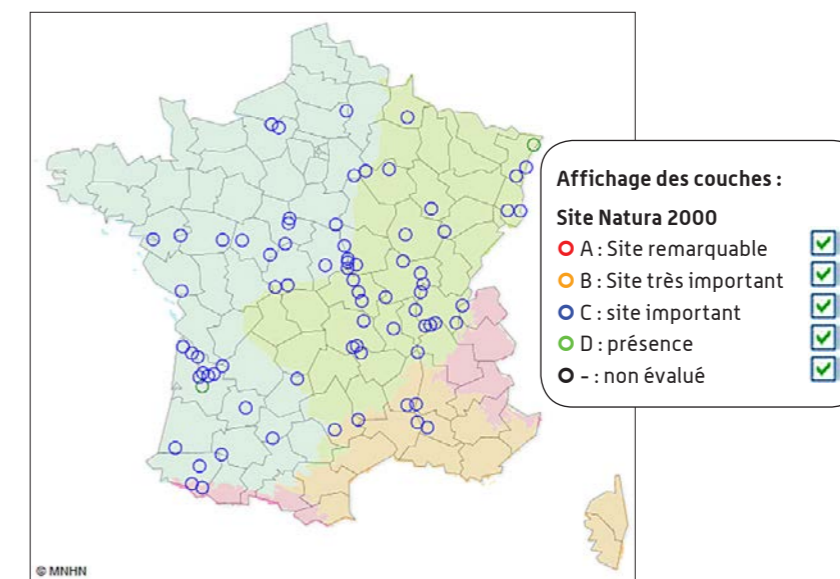 Affichage des couches :
Site Natura 2000
A : Site remarquable
B : Site très important
C : site important
D : présence
- : non évalué
© MNHN